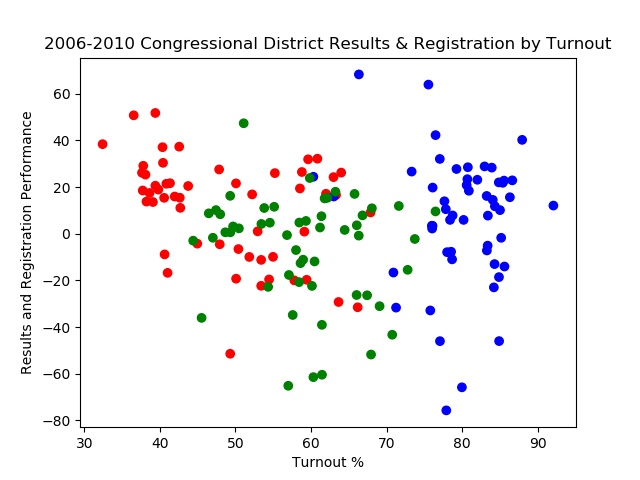 2006-2010 Congressional District Results & Registration by Turnout
Results and Registration Performance
60
40
20
0
−20
−40
−60
−80
30 40 50 60 70 80 90
Turnout %